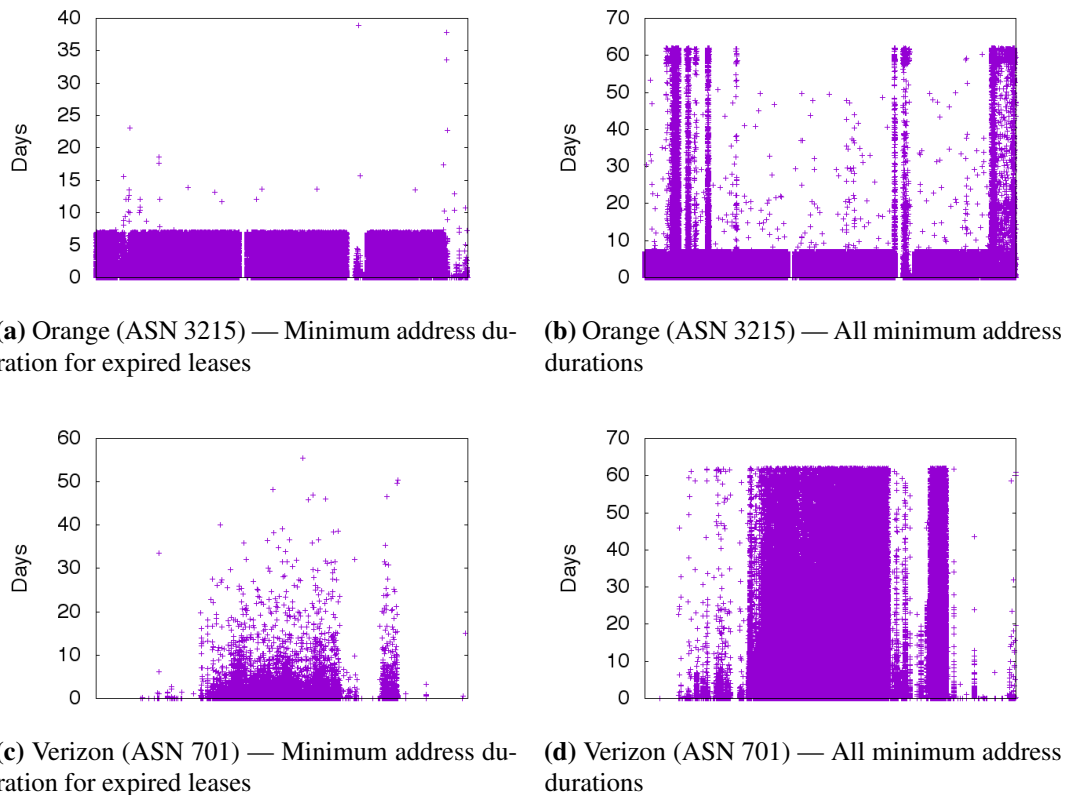 40
35
30
25
20
15
10
5
0
Days
70
60
50
40
30
20
10
0
Days
(a) Orange (ASN 3215) — Minimum address du-
ration for expired leases
(b) Orange (ASN 3215) — All minimum address
durations
60
50
40
30
20
10
0
Days
70
60
50
40
30
20
10
0
Days
(c) Verizon (ASN 701) — Minimum address du-
ration for expired leases
(d) Verizon (ASN 701) — All minimum address
durations